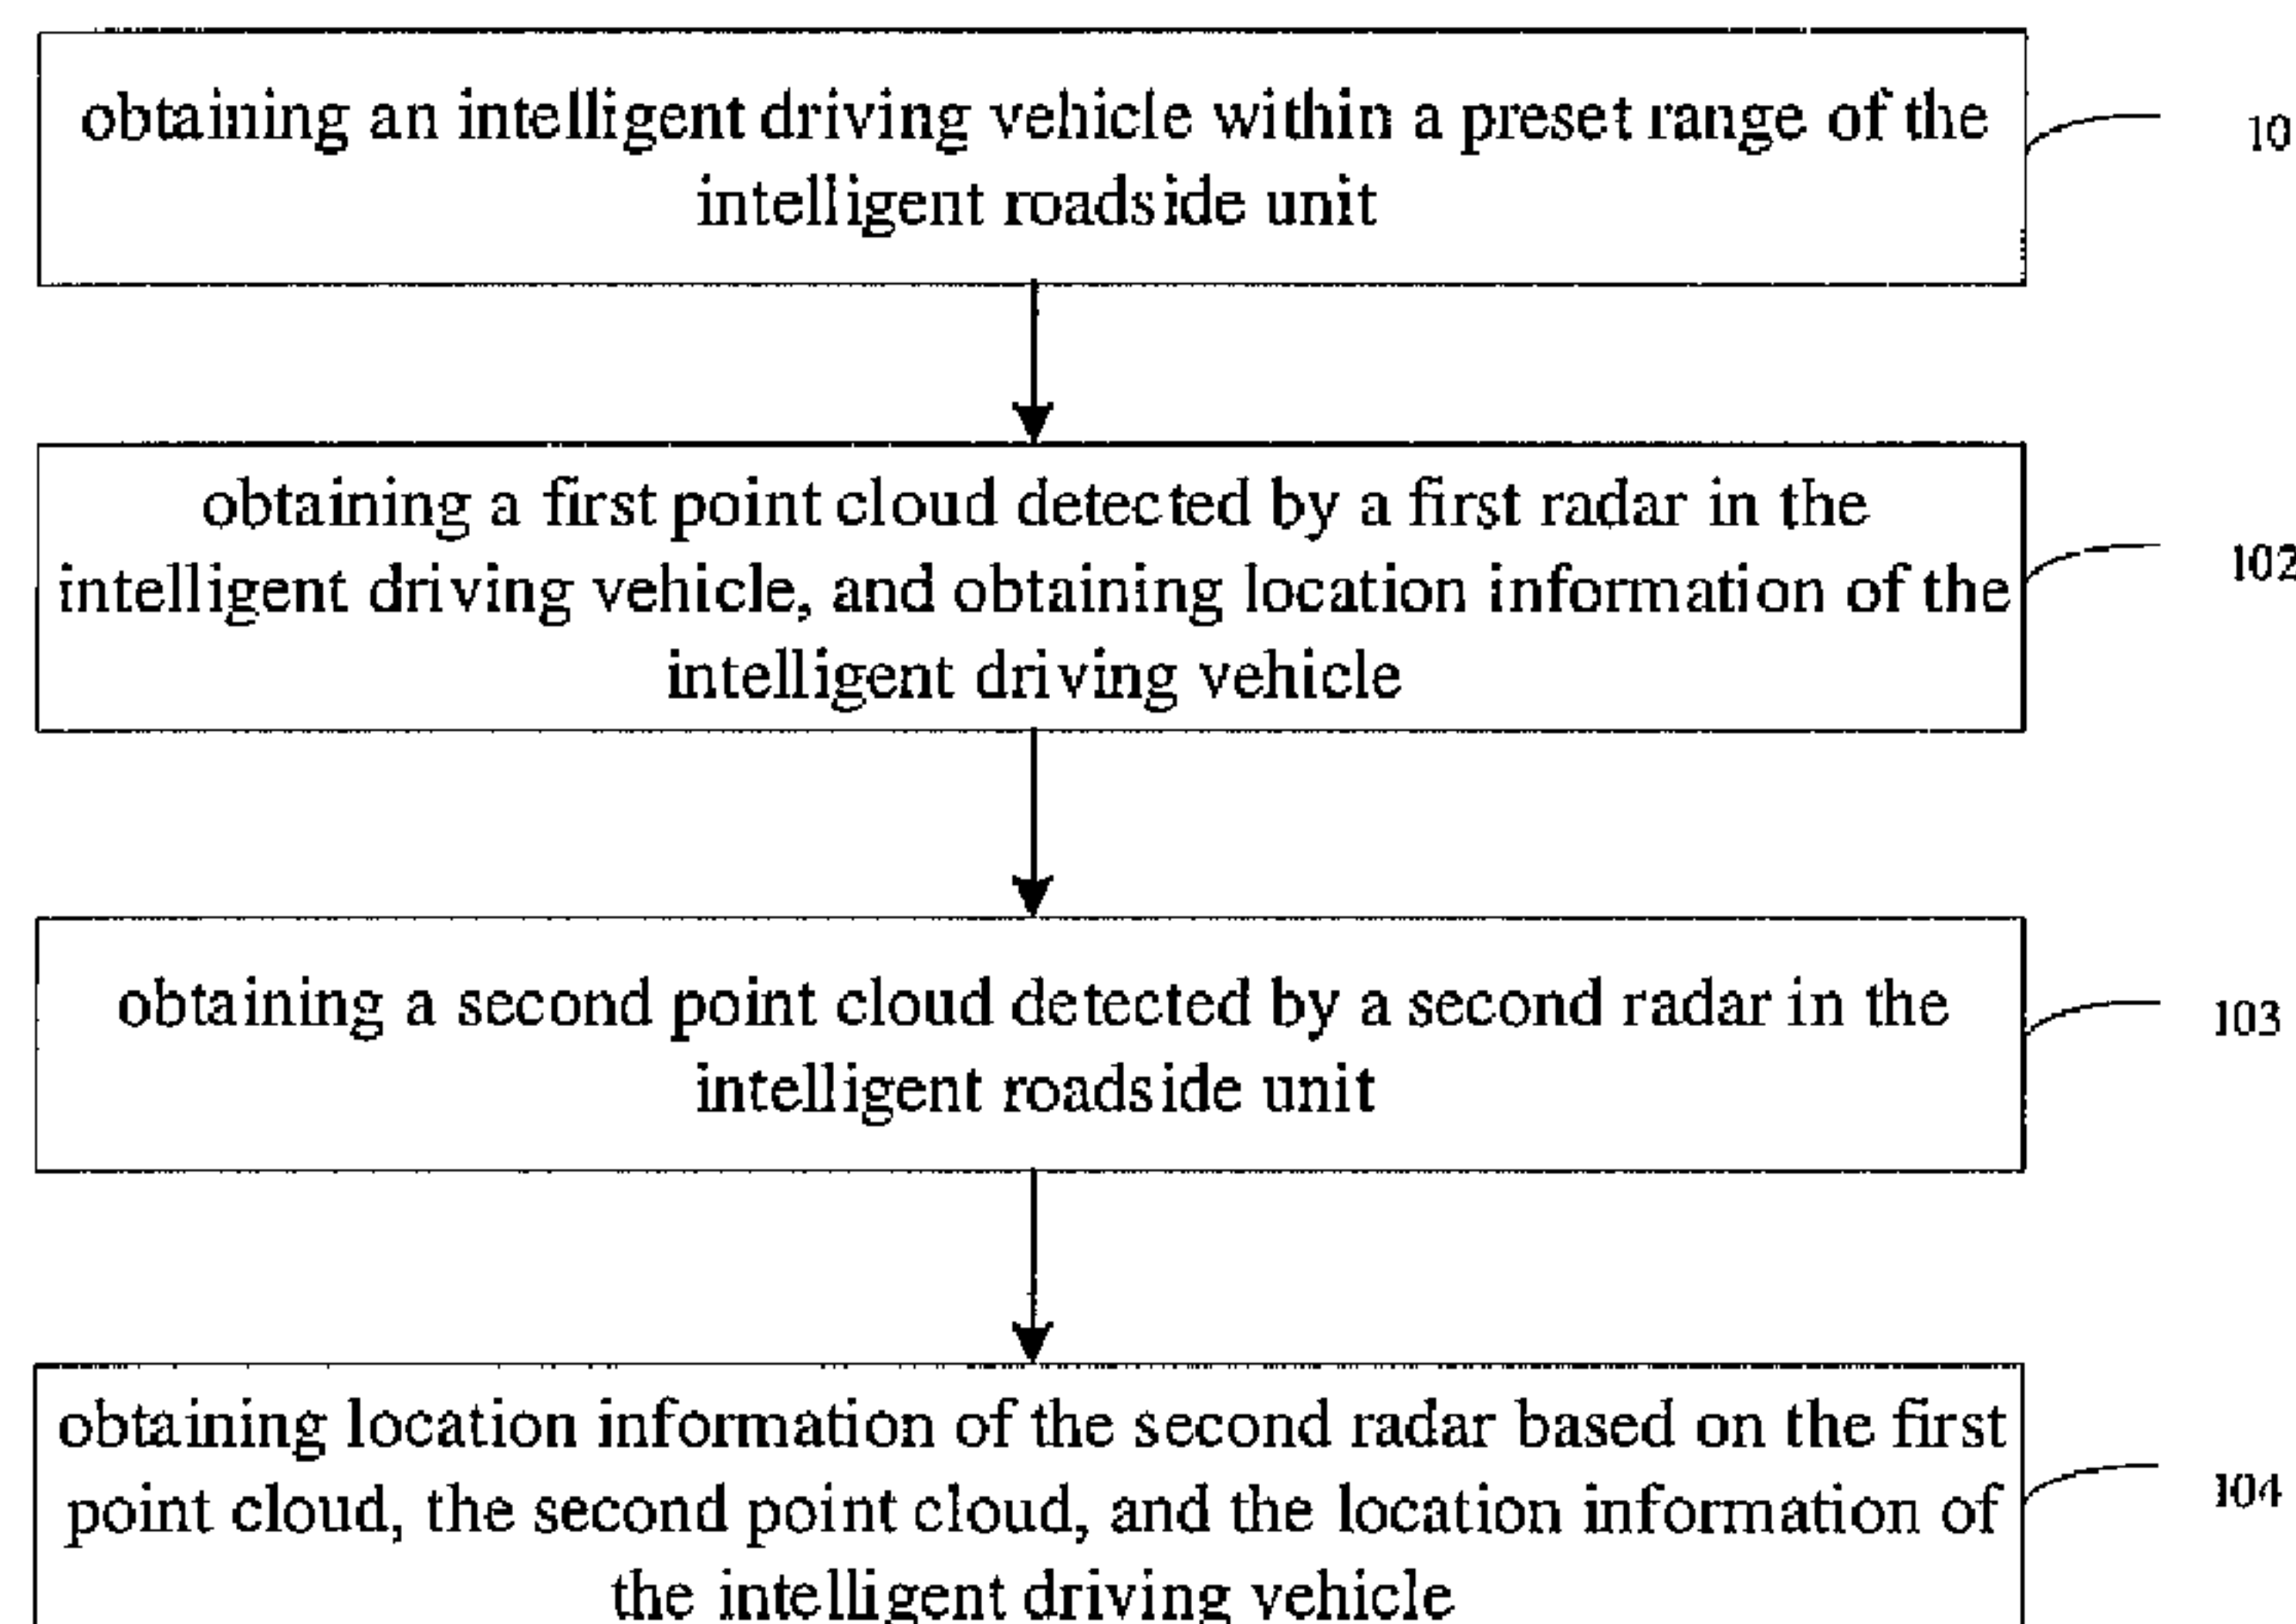 obtaining an intelligent driving vehicle within a preset range of the
intelligent roadside unit
10
obtaining a first point cloud detected by a first radar in the
intelligent driving vehicle, and obtaining location information of the
intelligent driving vehicle
102
obtaining a second point cloud detected by a second radar in the
intelligent roadside unit
103
obtaining location information of the second radar based on the first
point cloud, the second point cloud, and the location information of
the intelligent driving vehicle
104